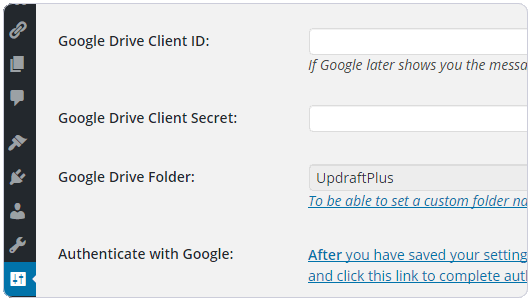 Google Drive Client ID:
If Google later shows you the messa
Google Drive Client Secret:
Google Drive Folder:
UpdraftPlus
To be able to set a custom folder na
Authenticate with Google:
After you have saved your setting
and click this link to complete aut